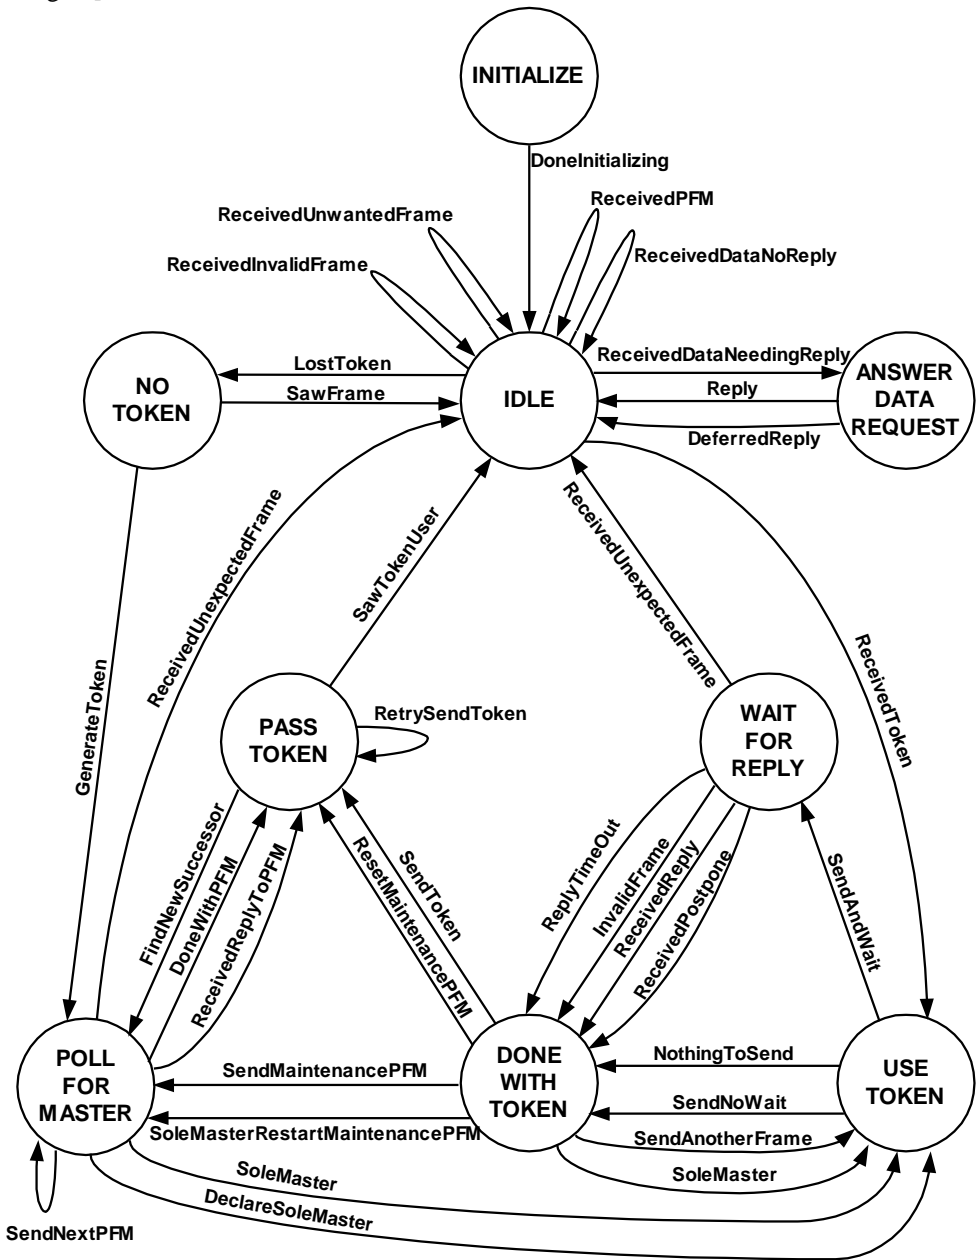 INITIALIZE
DoneInitializing
ReceivedPFM
ReceivedUnwantedFrame
ReceivedDataNoReply
ReceivedInvalidFrame
LostToken
ReceivedDataNeedingReply
NO
TOKEN
SawFrame
IDLE
Reply
ANSWER
DATA
REQUEST
DeferredReply
ReceivedUnexpectedFrame
SawTokenUser
ReceivedUnexpectedFrame
ReceivedToken
GenerateToken
PASS
TOKEN
RetrySendToken
WAIT
FOR
REPLY
FindNewSuccessor
DoneWithPFM
ReceivedReplyToPFM
ResetMaintenancePFM
SendToken
ReplyTimeOut
InvalidFrame
ReceivedReply
ReceivedPostpone
SendAndWait
POLL
FOR
MASTER
SendMaintenancePFM
SoleMasterRestartMaintenancePFM
DONE
WITH
TOKEN
NothingToSend
SendNoWait
SendAnotherFrame
SoleMaster
USE
TOKEN
SoleMaster
DeclareSoleMaster
SendNextPFM